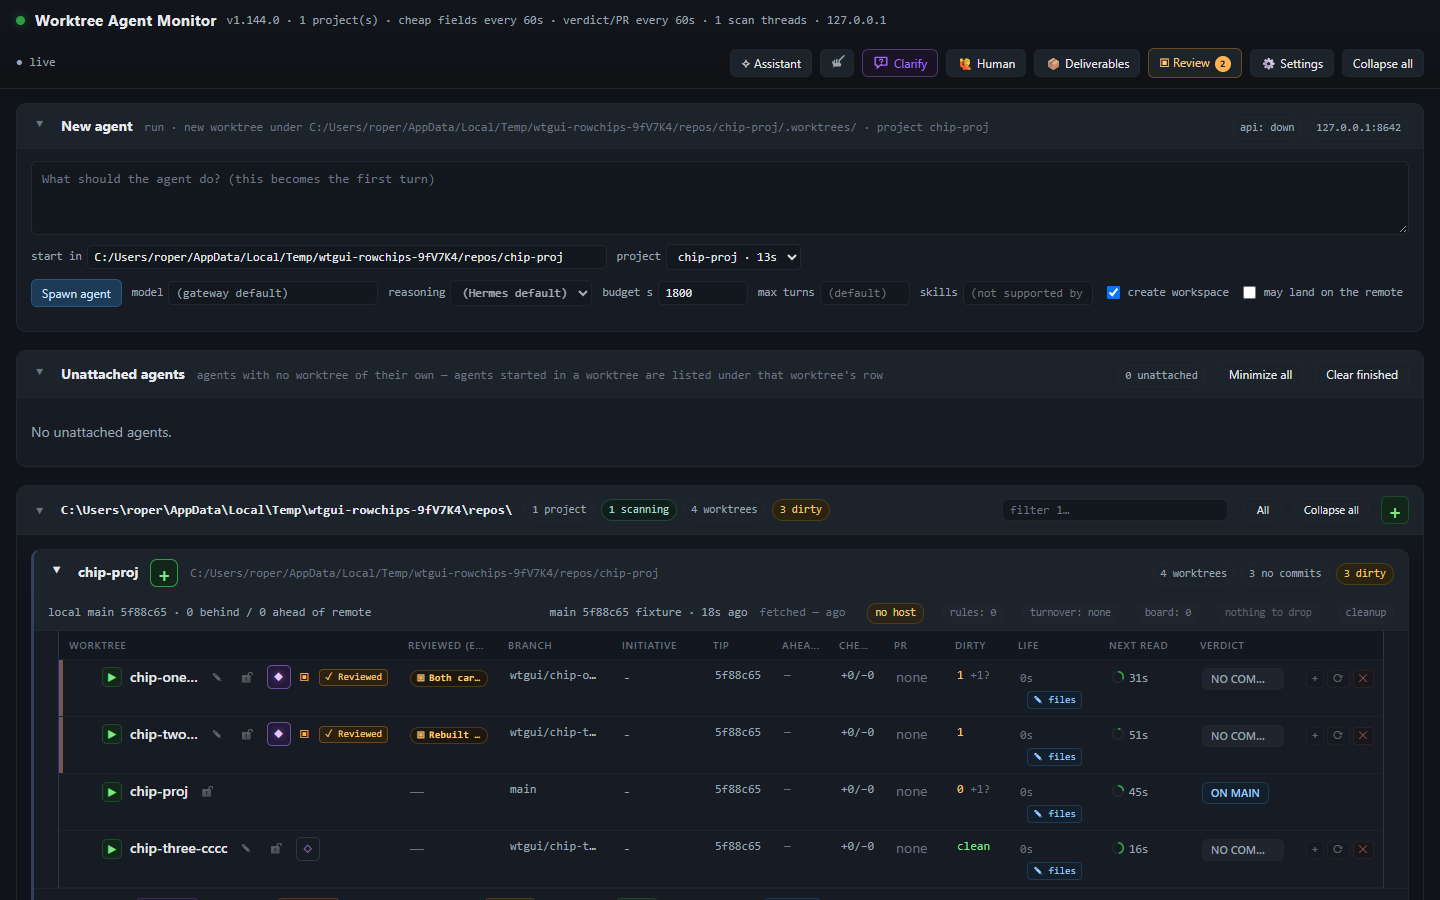 Worktree Agent Monitor v1.144.0 · 1 project(s) · cheap fields every 60s · verdict/PR every 60s · 1 scan threads · 127.0.0.1
live
Assistant
Clarify
Human
Deliverables
Review 2
Settings
Collapse all
New agent run · new worktree under C:/Users/roper/AppData/Local/Temp/wtgui-rowchips-9fV7K4/repos/chip-proj/.worktrees/ · project chip-proj
api: down 127.0.0.1:8642
What should the agent do? (this becomes the first turn)
start in C:/Users/roper/AppData/Local/Temp/wtgui-rowchips-9fV7K4/repos/chip-proj project chip-proj · 13s
Spawn agent model (gateway default) reasoning (Hermes default) budget s 1800 max turns (default) skills (not supported by create workspace may land on the remote
Unattached agents agents with no worktree of their own — agents started in a worktree are listed under that worktree's row 0 unattached Minimize all Clear finished
No unattached agents.
C:\Users\roper\AppData\Local\Temp\wtgui-rowchips-9fV7K4\repos\ 1 project 1 scanning 4 worktrees 3 dirty filter 1… All Collapse all +
chip-proj + C:/Users/roper/AppData/Local/Temp/wtgui-rowchips-9fV7K4/repos/chip-proj 4 worktrees 3 no commits 3 dirty
local main 5f88c65 · 0 behind / 0 ahead of remote main 5f88c65 fixture · 18s ago fetched — ago no host rules: 0 turnover: none board: 0 nothing to drop cleanup
WORKTREE REVIEWED (E… BRANCH INITIATIVE TIP AHEA… CHE… PR DIRTY LIFE NEXT READ VERDICT
chip-one… ✓ Reviewed Both car… wtgui/chip-o… – 5f88c65 — +0/−0 none 1 +1? 0s 31s NO COM… +
files
chip-two… ✓ Reviewed Rebuilt … wtgui/chip-t… – 5f88c65 — +0/−0 none 1 0s 51s NO COM… +
files
chip-proj — main – 5f88c65 — +0/−0 none 0 +1? 0s 45s ON MAIN
files
chip-three-cccc — wtgui/chip-t… – 5f88c65 — +0/−0 none clean 0s 16s NO COM… +
files